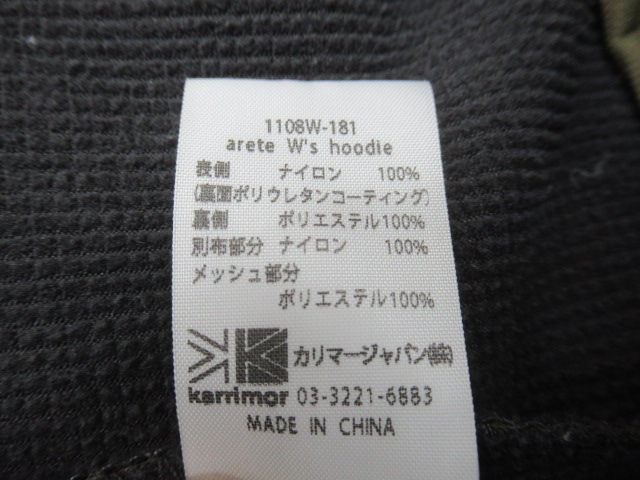 1108W-181
arete W's hoodie
表側 ナイロン 100%
(裏面ポリウレタンコーティング)
裏側 ポリエステル100%
別布部分 ナイロン 100%
メッシュ部分
ポリエステル100%
カリマージャパン(株)
karrimor 03-3221-6883
MADE IN CHINA